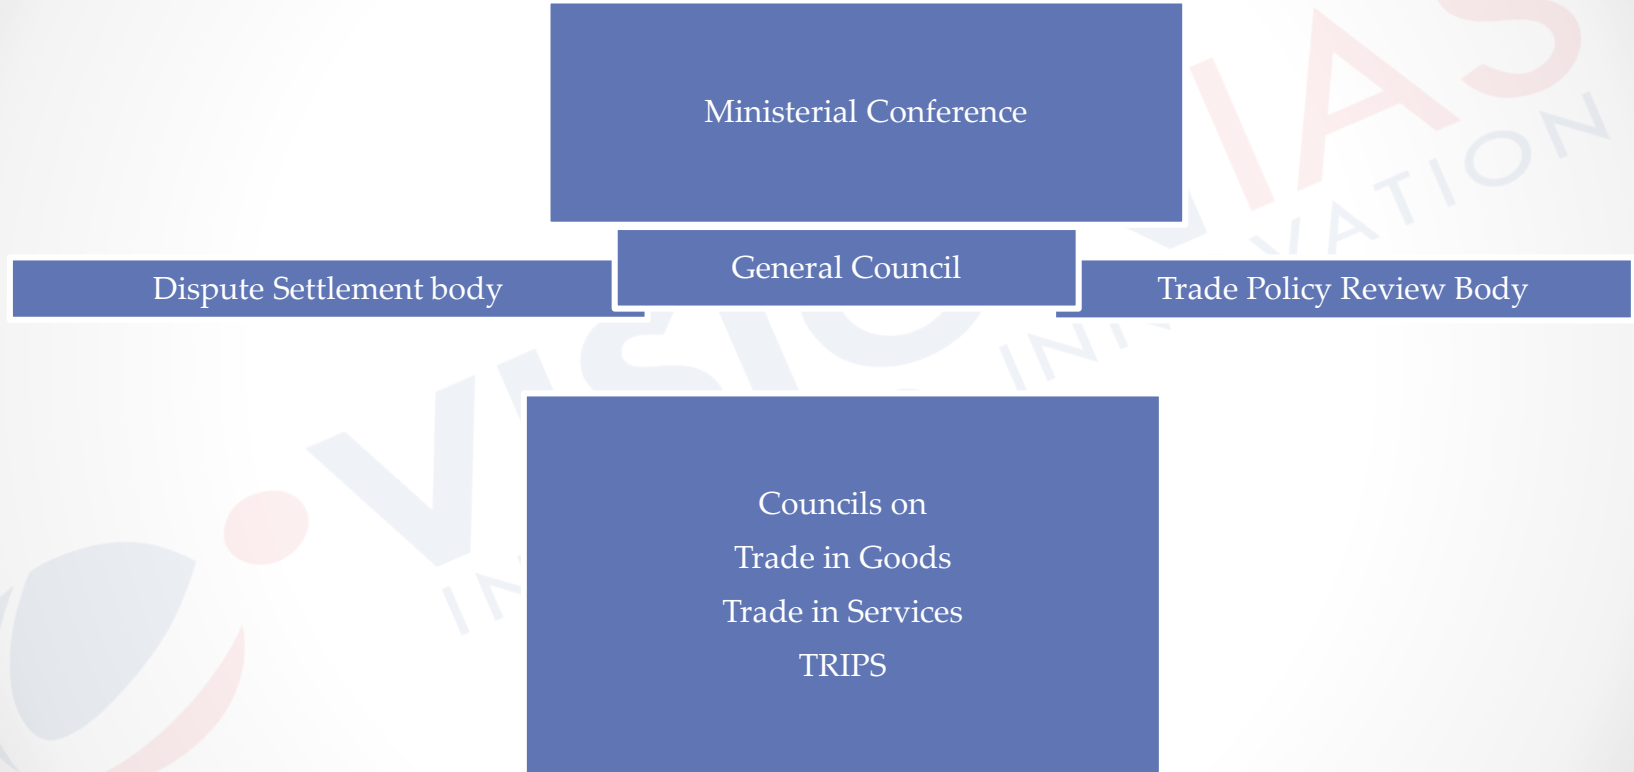 Ministerial Conference
General Council
Dispute Settlement body
Trade Policy Review Body
Councils on
Trade in Goods
Trade in Services
TRIPS